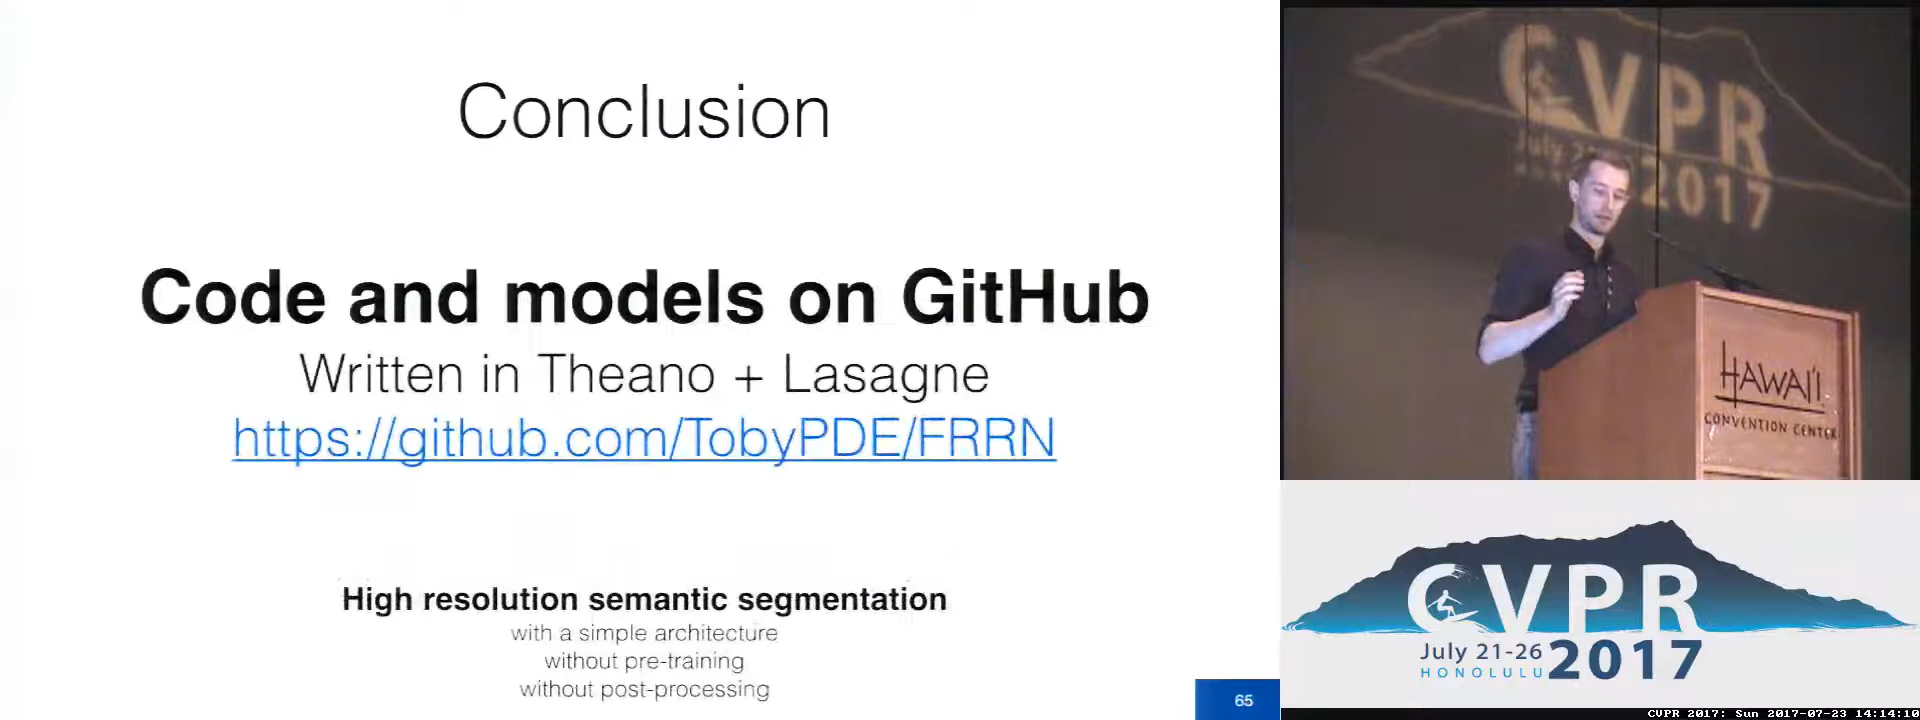 Conclusion
Code and models on GitHub
Written in Theano + Lasagne
https://github.com/TobyPDE/FRRN
High resolution semantic segmentation
with a simple architecture
without pre-training
without post-processing
65
CVPR
July
2017
HAWAI'I
CONVENTION CENTER
CVPR
July 21-26
HONOLULU
2017
CVPR 2017: Sun 2017-07-23 14:14:10